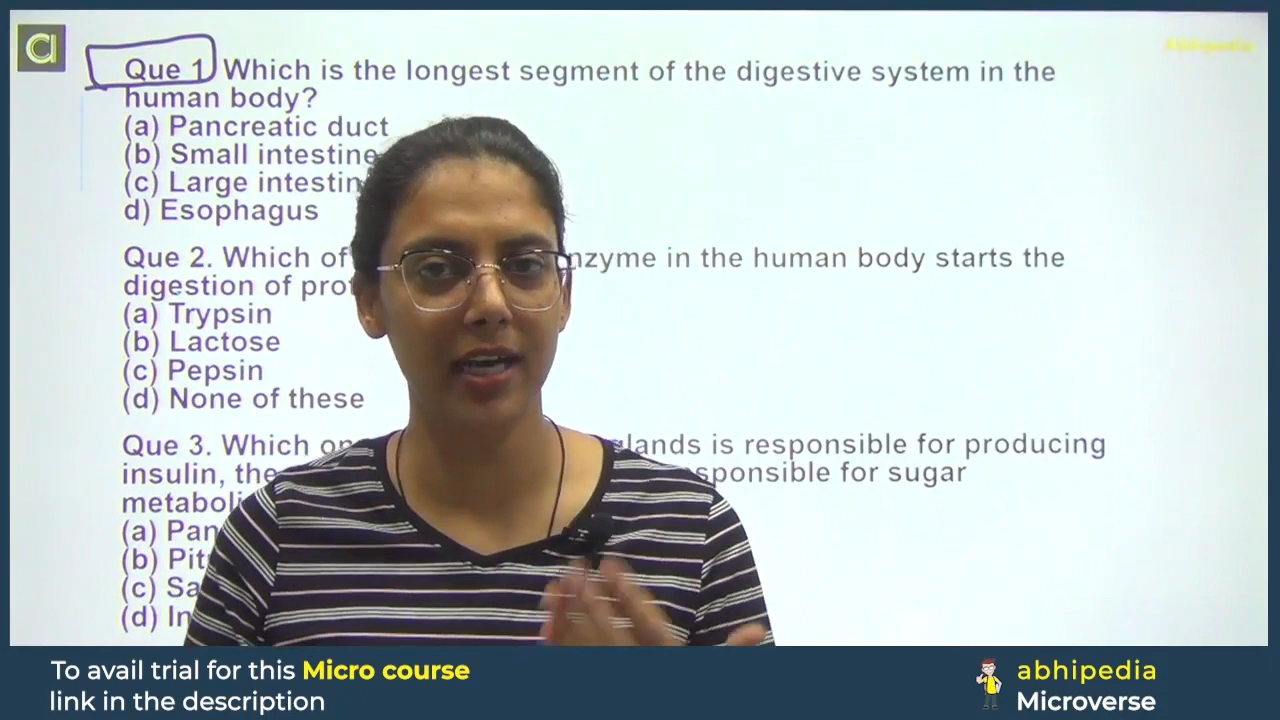 Abhipedia
Que 1. Which is the longest segment of the digestive system in the
human body?
(a) Pancreatic duct
(b) Small intestine
(c) Large intestin
d) Esophagus
Que 2. Which of nzyme in the human body starts the
digestion of pro
(a) Trypsin
(b) Lactose
(c) Pepsin
(d) None of these
Que 3. Which on lands is responsible for producing
insulin, the sponsible for sugar
metaboli
(a) Pan
(b) Pit
(c) Sa
(d) In
To avail trial for this Micro course
link in the description
abhipedia
Microverse